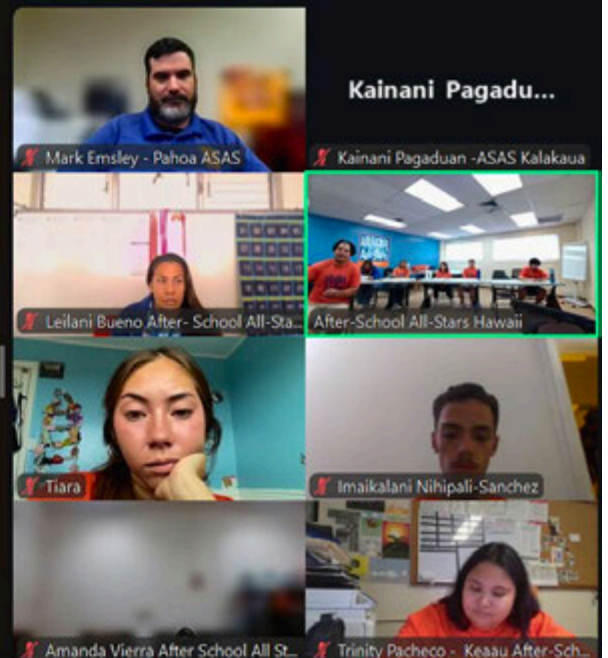 Kainani Pagadu...
Mark Emsley - Pahoa ASAS
Kainani Pagaduan -ASAS Kalakaua
Leilani Bueno After- School All-Sta...
After-School All-Stars Hawaii
Tiara
Imaikalani Nihipali-Sanchez
Amanda Vierra After School All St...
Trinity Pacheco - Keaau After-Sch...